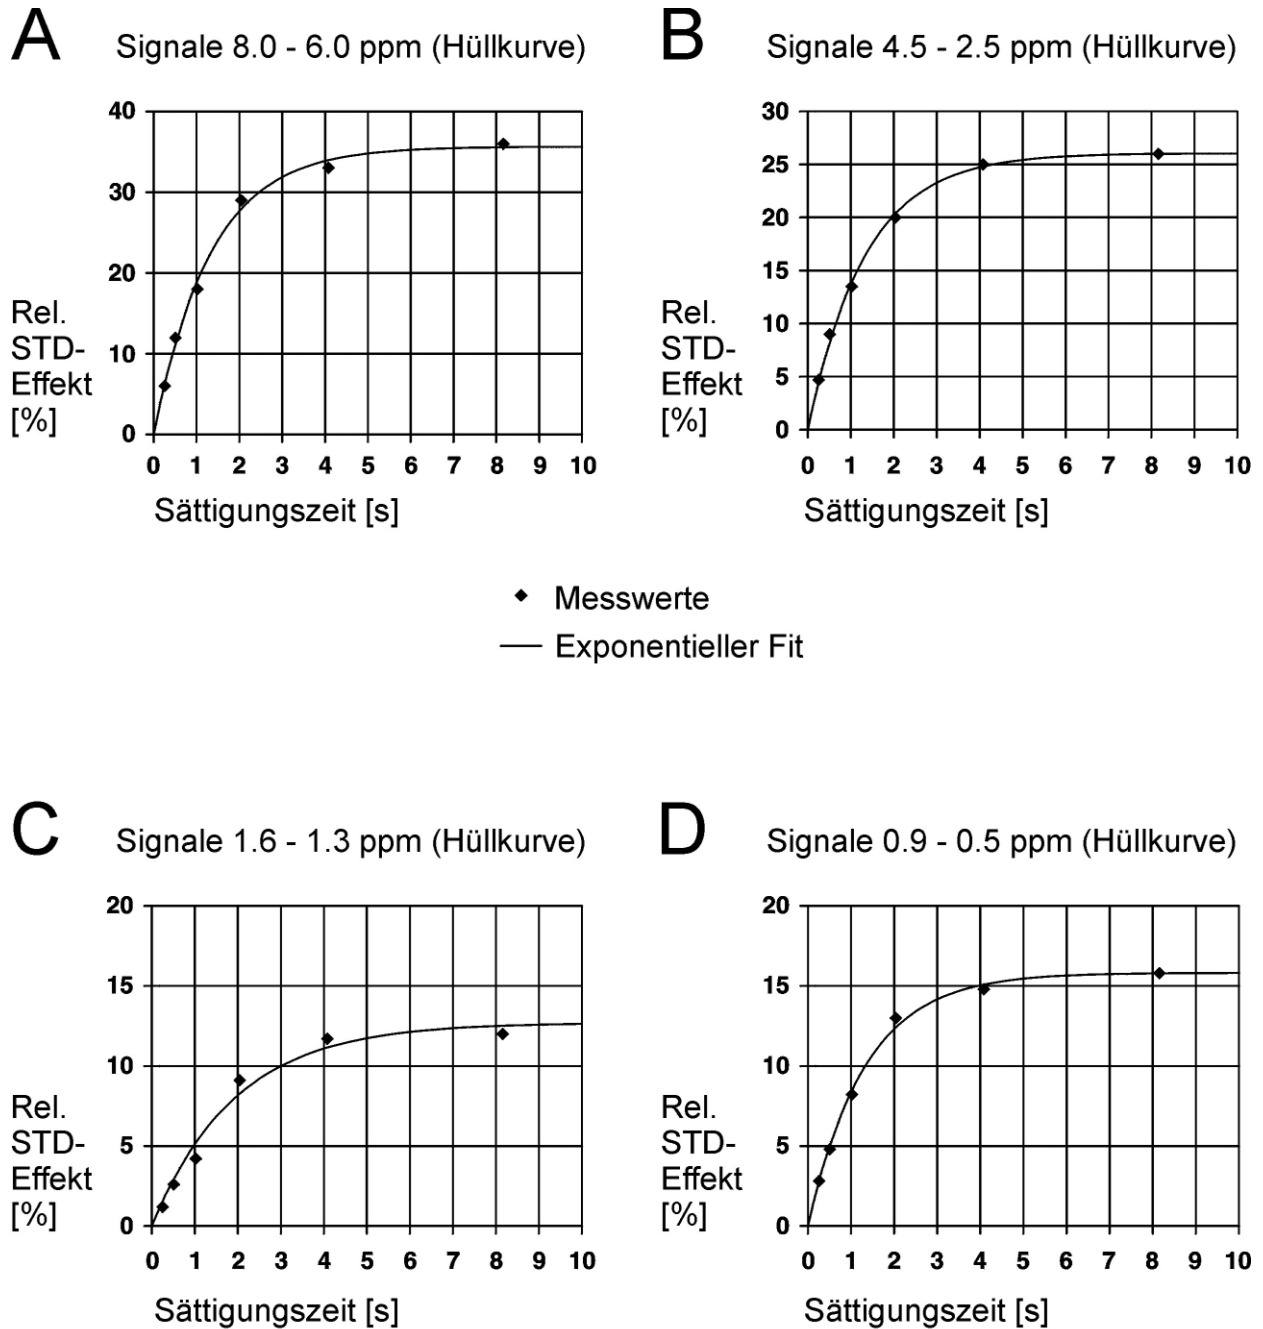 A
Signale 8.0 - 6.0 ppm (Hüllkurve)
40
30
20
10
0
Rel.
STD-
Effekt
[%]
0 1 2 3 4 5 6 7 8 9 10
Sättigungszeit [s]
B
Signale 4.5 - 2.5 ppm (Hüllkurve)
30
25
20
15
10
5
0
Rel.
STD-
Effekt
[%]
0 1 2 3 4 5 6 7 8 9 10
Sättigungszeit [s]
Messwerte
Exponentieller Fit
C
Signale 1.6 - 1.3 ppm (Hüllkurve)
20
15
10
5
0
Rel.
STD-
Effekt
[%]
0 1 2 3 4 5 6 7 8 9 10
Sättigungszeit [s]
D
Signale 0.9 - 0.5 ppm (Hüllkurve)
20
15
10
5
0
Rel.
STD-
Effekt
[%]
0 1 2 3 4 5 6 7 8 9 10
Sättigungszeit [s]